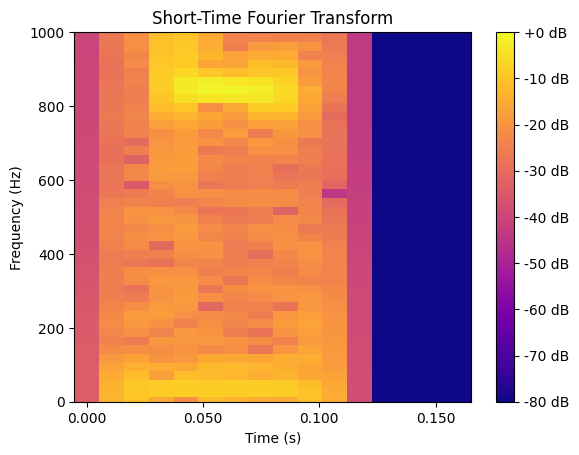 Short-Time Fourier Transform
1000
800
600
400
200
0
Frequency (Hz)
0.000
0.050
0.100
0.150
Time (s)
+0 dB
-10 dB
-20 dB
-30 dB
-40 dB
-50 dB
-60 dB
-70 dB
-80 dB